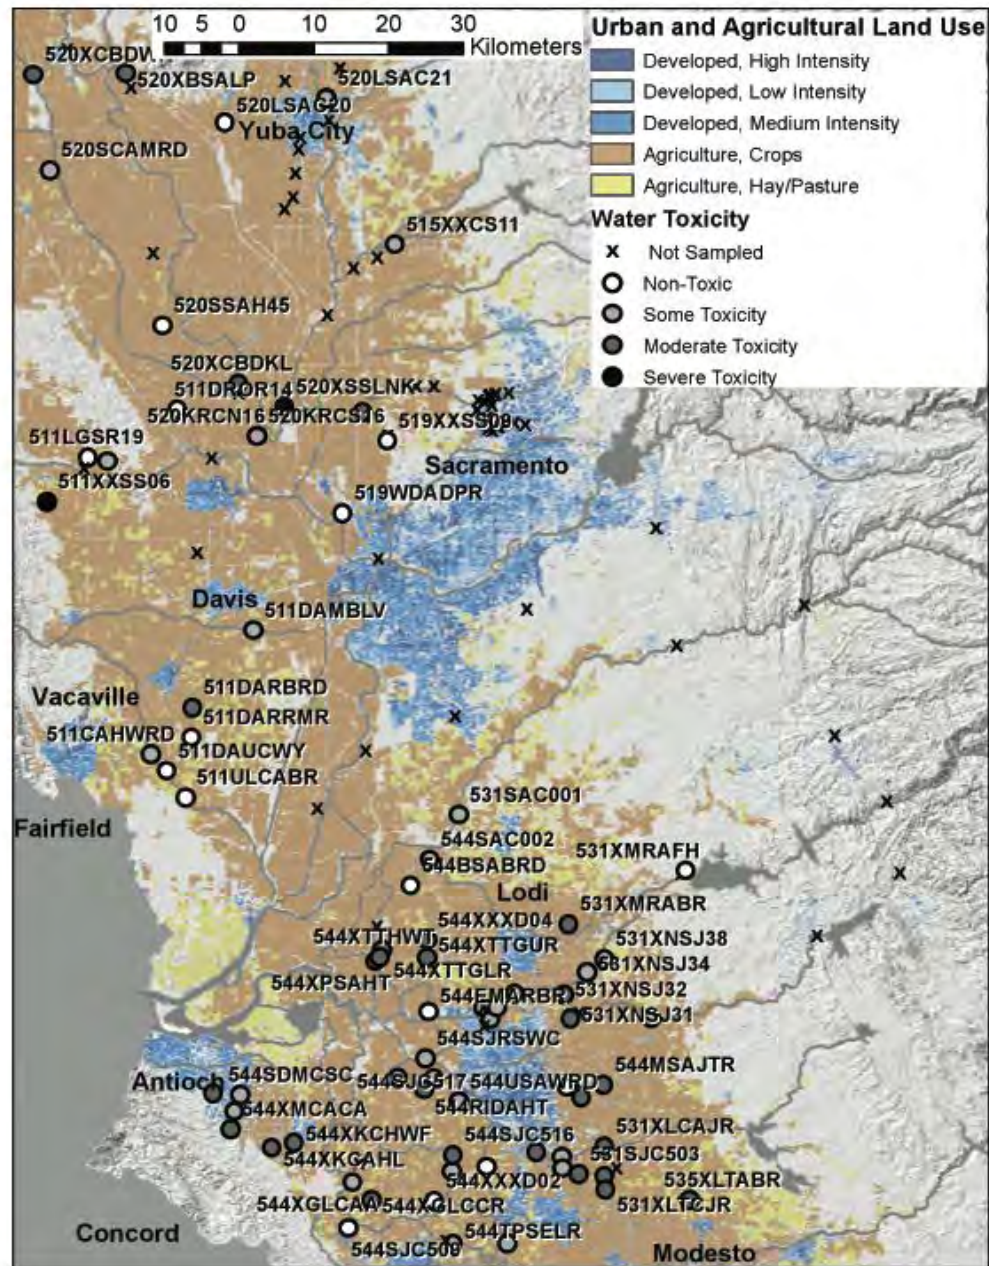 10 5 0 10 20 30
Kilometers
Urban and Agricultural Land Use
Developed, High Intensity
Developed, Low Intensity
Developed, Medium Intensity
Agriculture, Crops
Agriculture, Hay/Pasture
Water Toxicity
x Not Sampled
Non-Toxic
Some Toxicity
Moderate Toxicity
Severe Toxicity
520XBSALP
520LSAC21
520LSAC20
Yuba City
520SCAMRD
515XXCS11
520SSAH45
520XCBDKL
520XSSLNK
520KRCN16
519XXSS09
511LGSR19
Sacramento
511XXSS06
519WDADPR
Davis
511DAMBLV
Vacaville
511DARBRD
511DARRMR
511CAHWRD
511DAUCWY
511ULCABR
531SAC001
Fairfield
544SAC002
531XMRAFH
544BSABRD
Lodi
531XMRABR
544XXXD04
544XTTHWT
544XTTGUR
531XNSJ38
531XNSJ34
544XTTGLR
544XPSAHT
531XNSJ32
531XNSJ31
544SJRSWC
544MSAJTR
Antioch
544SDMCSC
544USAWRD
544RIDAHT
544XMCACA
544XKCHWF
544SJC516
531XLCAJR
531SJC503
544XKCAHL
544XXXD02
535XLTABR
544XGLCAA
544XGLCCR
531XLTCJR
Concord
544TPSELR
544SJC509
Modesto